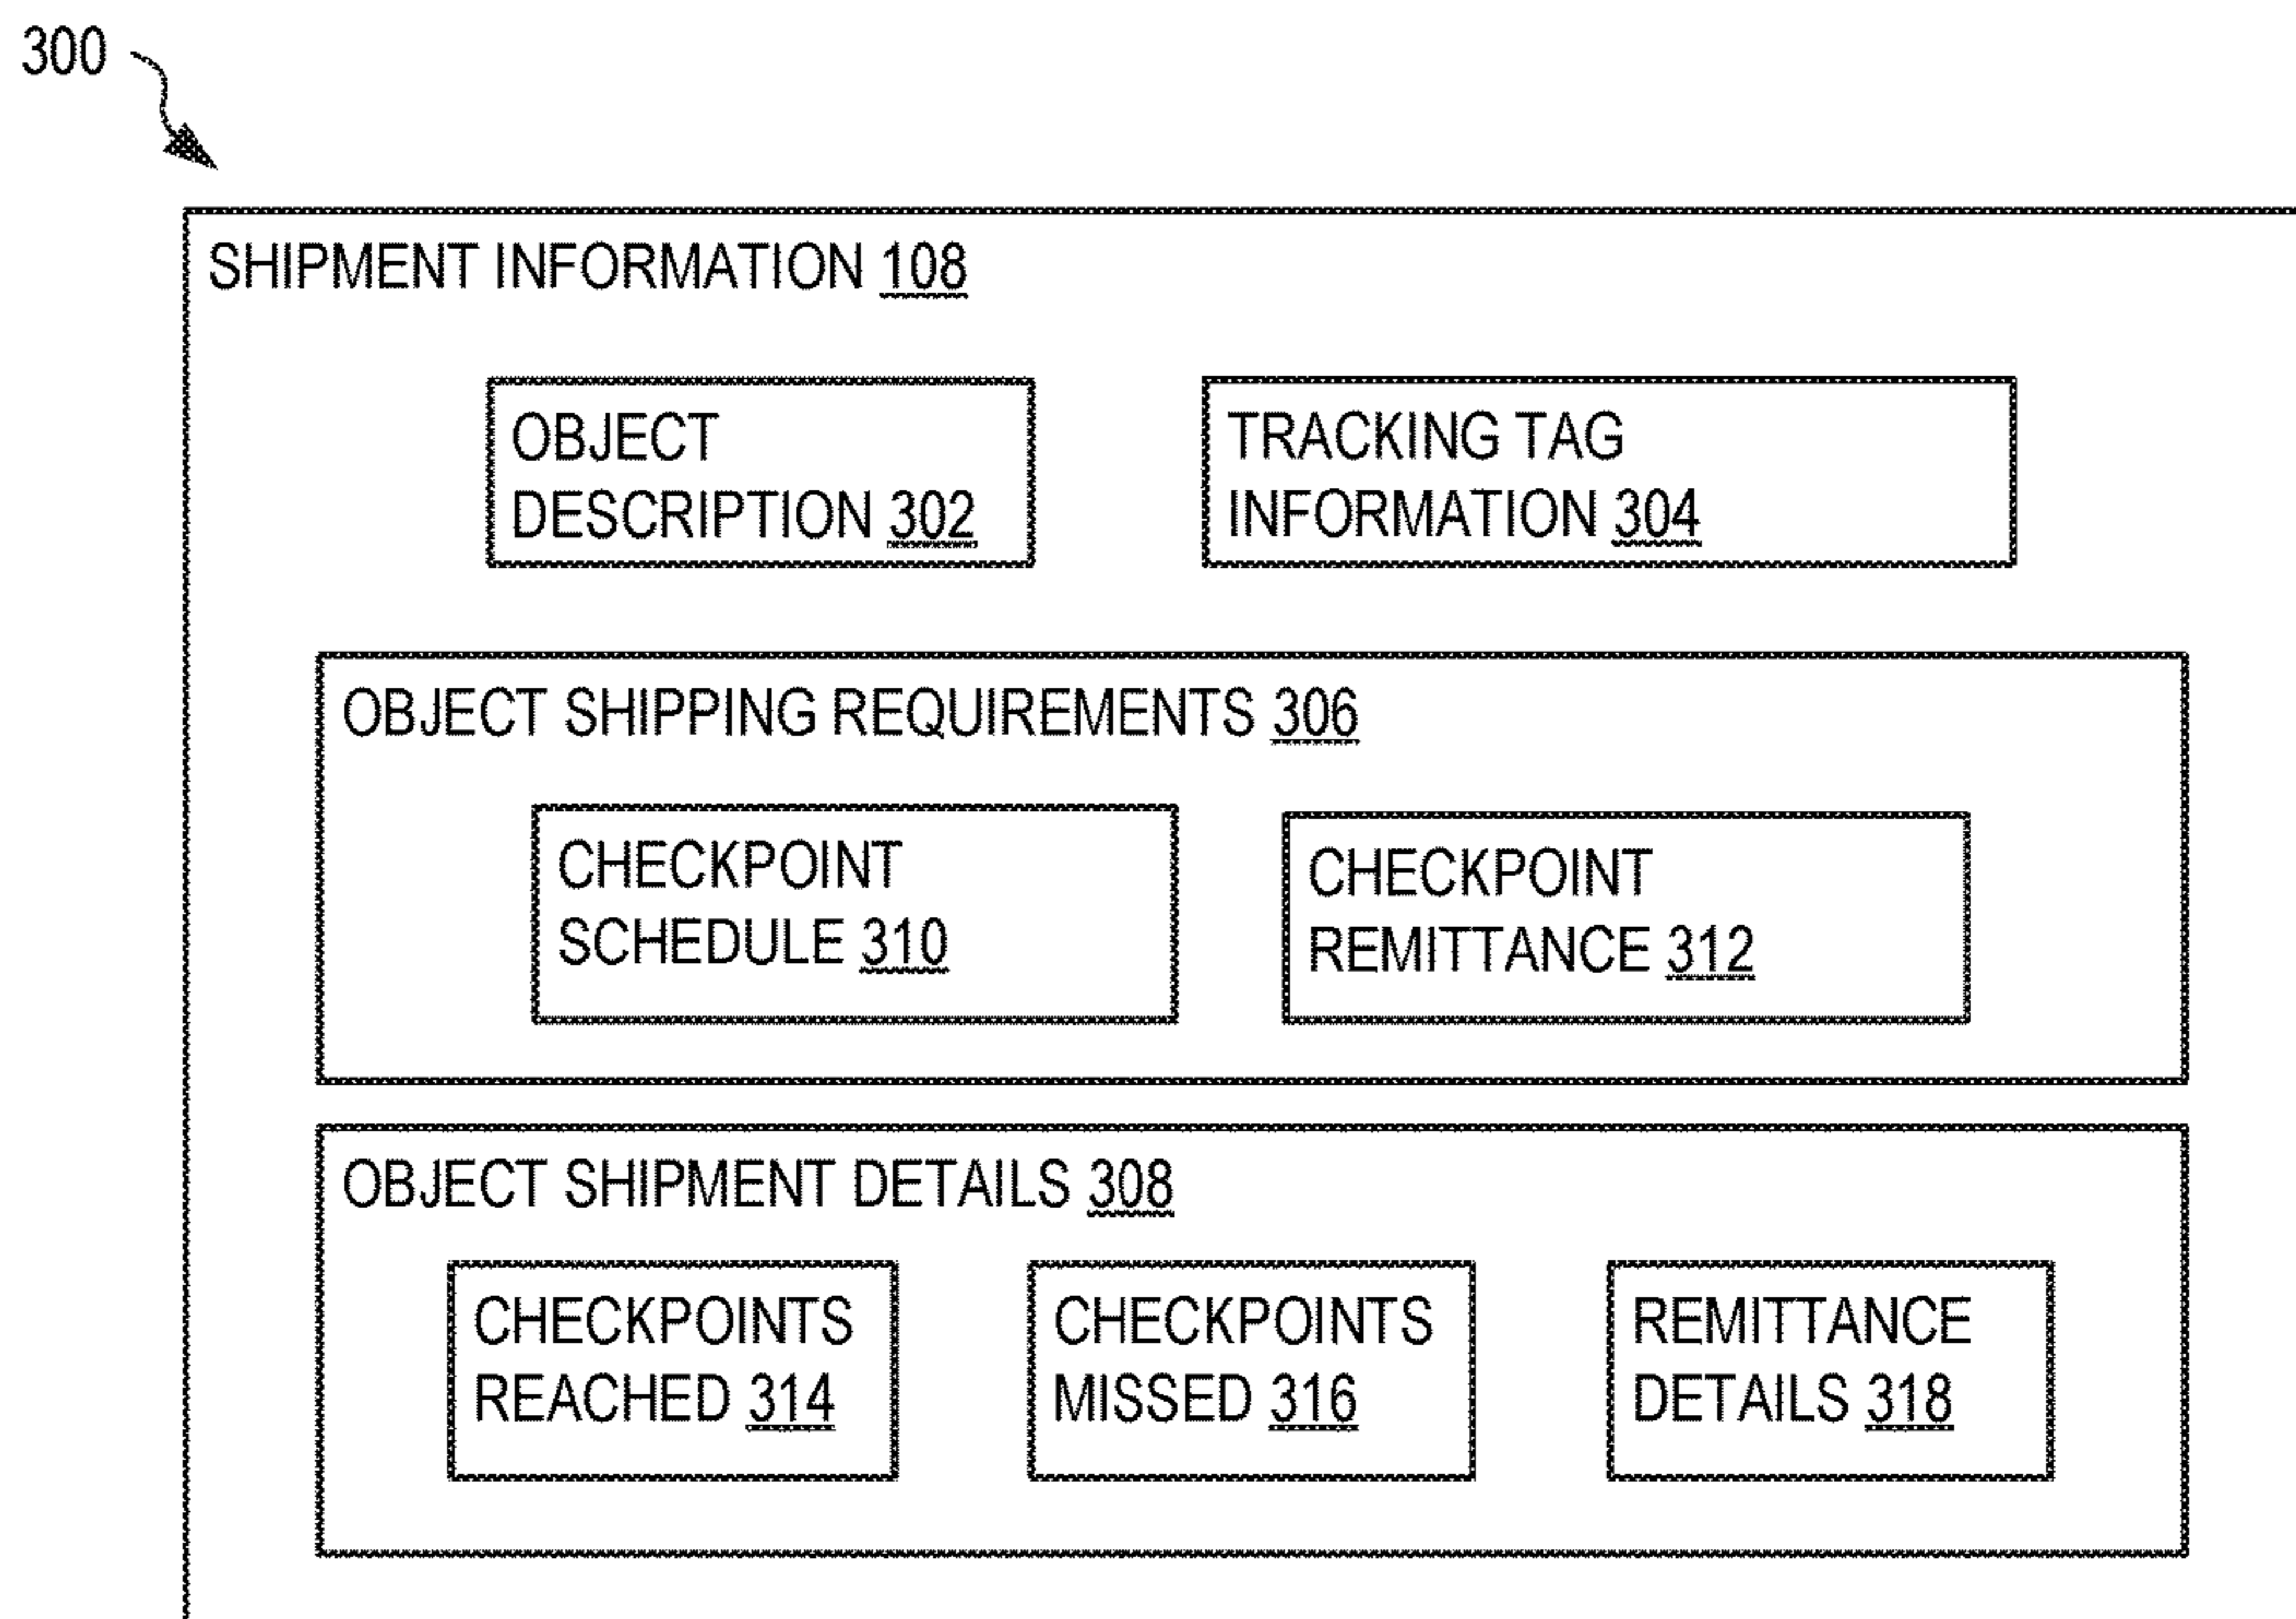 300
SHIPMENT INFORMATION 108
OBJECT
DESCRIPTION 302
TRACKING TAG
INFORMATION 304
OBJECT SHIPPING REQUIREMENTS 306
CHECKPOINT
SCHEDULE 310
CHECKPOINT
REMITTANCE 312
OBJECT SHIPMENT DETAILS 308
CHECKPOINTS
REACHED 314
CHECKPOINTS
MISSED 316
REMITTANCE
DETAILS 318